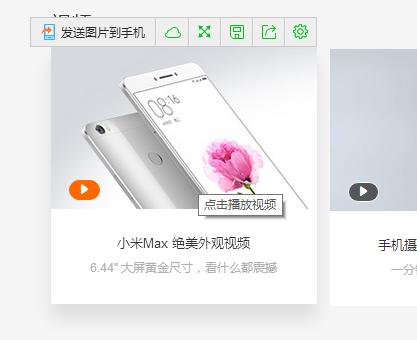 视频
发送图片到手机
08:16
点击播放视频
小米Max 绝美外观视频
6.44" 大屏黄金尺寸，看什么都震撼
手机摄
一分钟